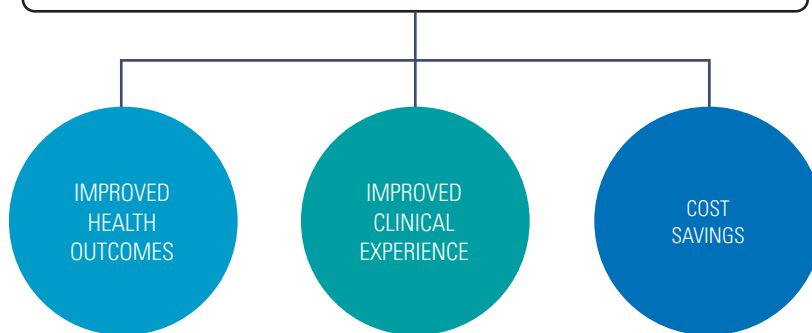 IMPROVED
HEALTH
OUTCOMES
IMPROVED
CLINICAL
EXPERIENCE
COST
SAVINGS